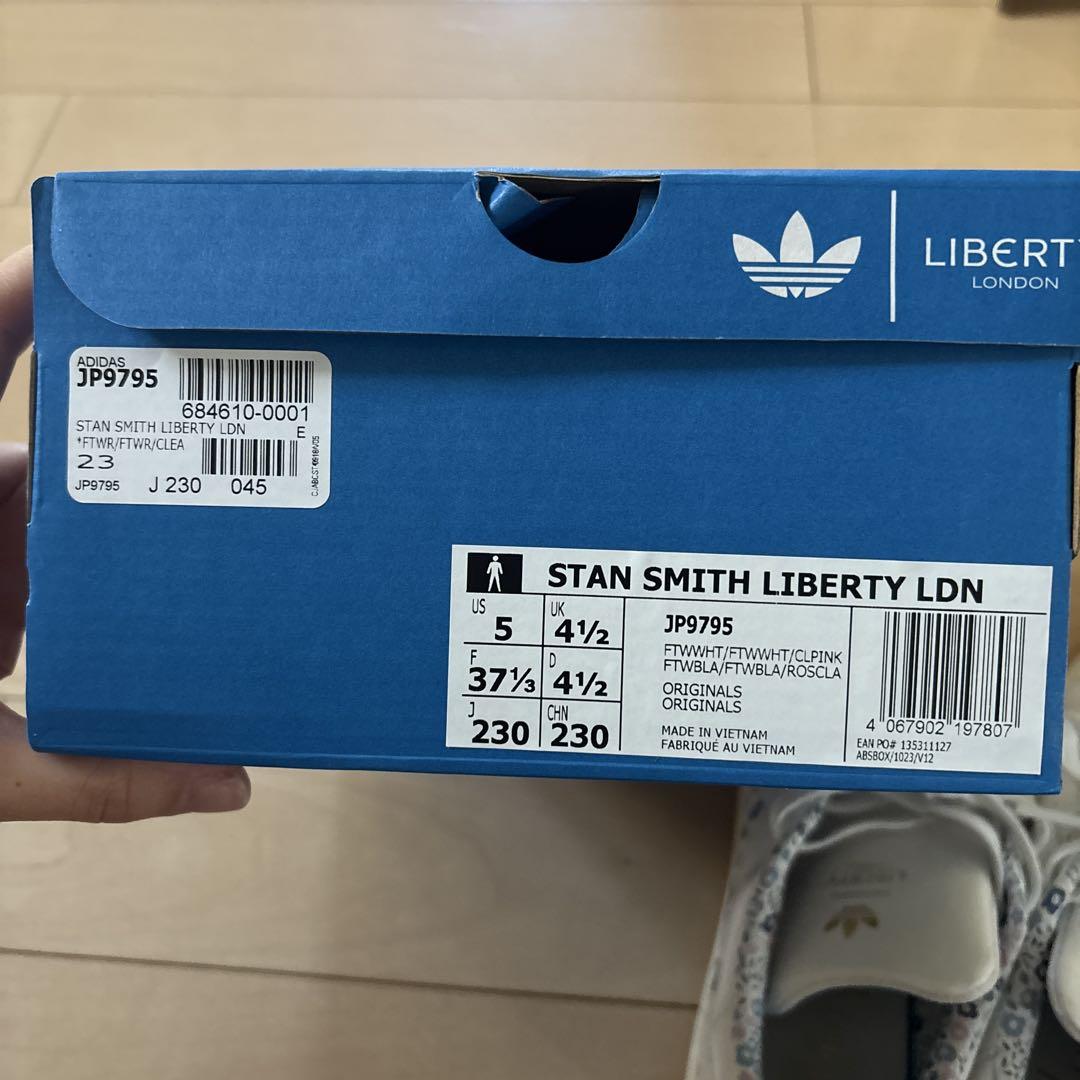 LIBERTY
LONDON
ADIDAS
JP9795
684610-0001
STAN SMITH LIBERTY LDN
E
*FTWR/FTWR/CLEA
23
JP9795
J 230 045
STAN SMITH LIBERTY LDN
US
5
UK
4½
F
37⅓
D
4½
J
230
CHN
230
JP9795
FTWWHT/FTWWHT/CLPINK
FTWBLA/FTWBLA/ROSCLA
ORIGINALS
ORIGINALS
MADE IN VIETNAM
FABRIQUÉ AU VIETNAM
4 067902 197807
EAN PO# 135311127
ABSBOX/1023/V12